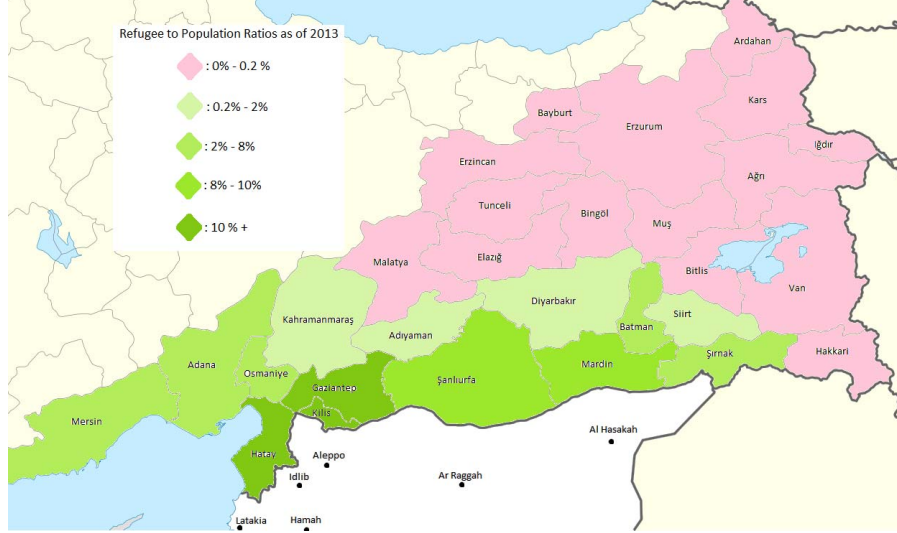 Refugee to Population Ratios as of 2013
: 0% - 0.2 %
: 0.2% - 2%
: 2% - 8%
: 8% - 10%
: 10 % +
Ardahan
Kars
Bayburt
Erzurum
Iğdır
Erzincan
Ağrı
Tunceli
Bingöl
Muş
Elazığ
Malatya
Bitlis
Van
Diyarbakır
Kahramanmaraş
Siirt
Batman
Adıyaman
Hakkari
Şırnak
Adana
Mardin
Osmaniye
Şanlıurfa
Gaziantep
Kilis
Mersin
Al Hasakah
Hatay
Aleppo
Idlib
Ar Raggah
Latakia
Hamah